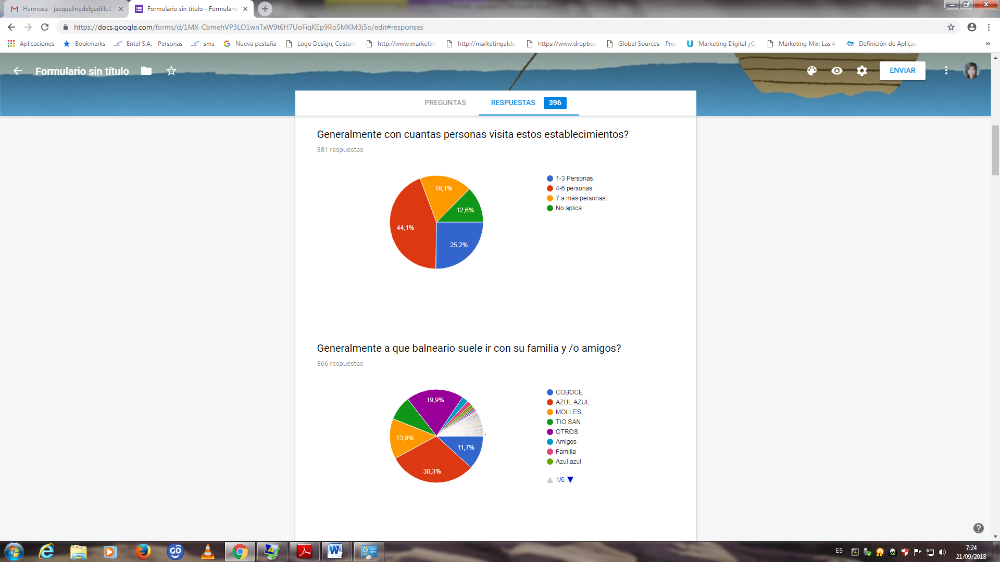 Hermosa - jacquelinedelgadillo19
Formulario sin título - Formulario
https://docs.google.com/forms/d/1MX-CbmehVP3LO1wnTxW9t6H7UoFiqKEp9Ro5MKM3j5o/edit#responses
Aplicaciones Bookmarks Entel S.A. - Personas sms Nueva pestaña Logo Design, Custom http://www.marketing http://marketingalde https://www.dropbox Global Sources - Proc Marketing Digital ¿Q Marketing Mix: Las 4 Definición de Aplicac »
Formulario sin título
ENVIAR
PREGUNTAS RESPUESTAS 396
Generalmente con cuantas personas visita estos establecimientos?
381 respuestas
18,1%
12,6%
44,1%
25,2%
1-3 Personas.
4-6 personas.
7 a mas personas.
No aplica.
Generalmente a que balneario suele ir con su familia y /o amigos?
366 respuestas
19,9%
13,9%
11,7%
30,3%
COBOCE
AZUL AZUL
MOLLES
TIO SAN
OTROS
Amigos
Familia
Azul azul
1/6
ES
7:24
21/09/2018